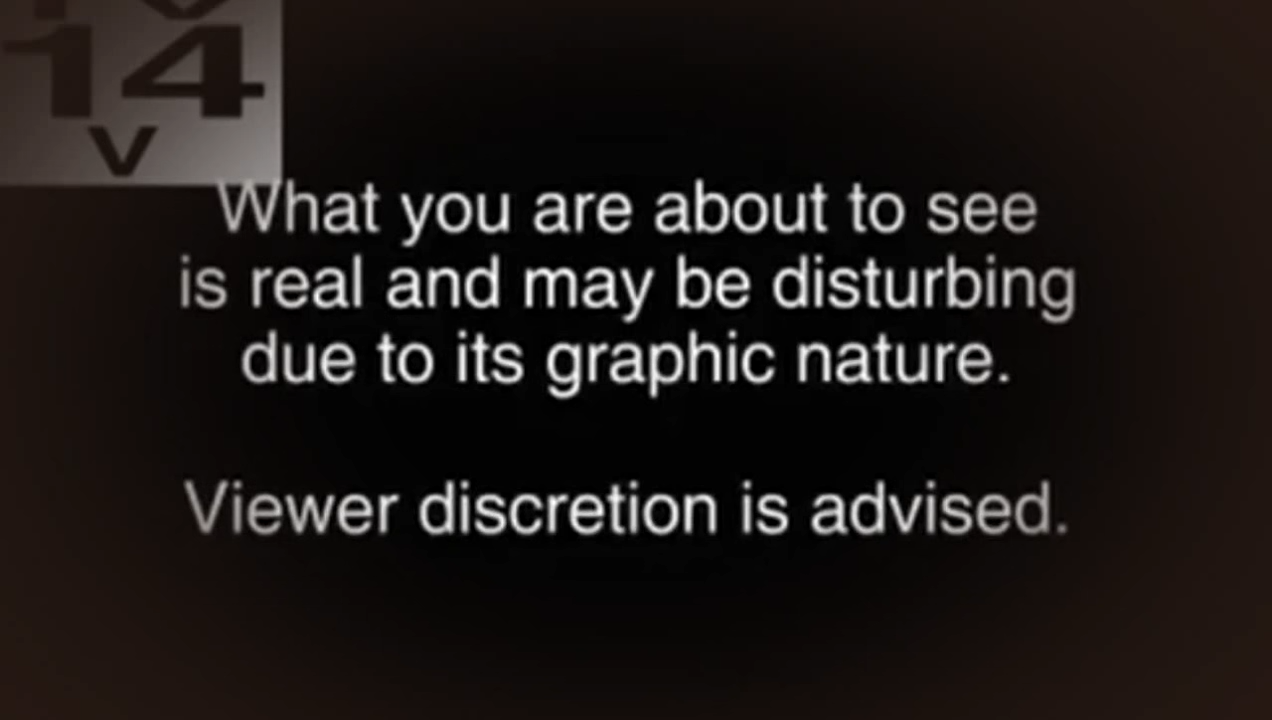 TV
14
V
What you are about to see
is real and may be disturbing
due to its graphic nature.
Viewer discretion is advised.